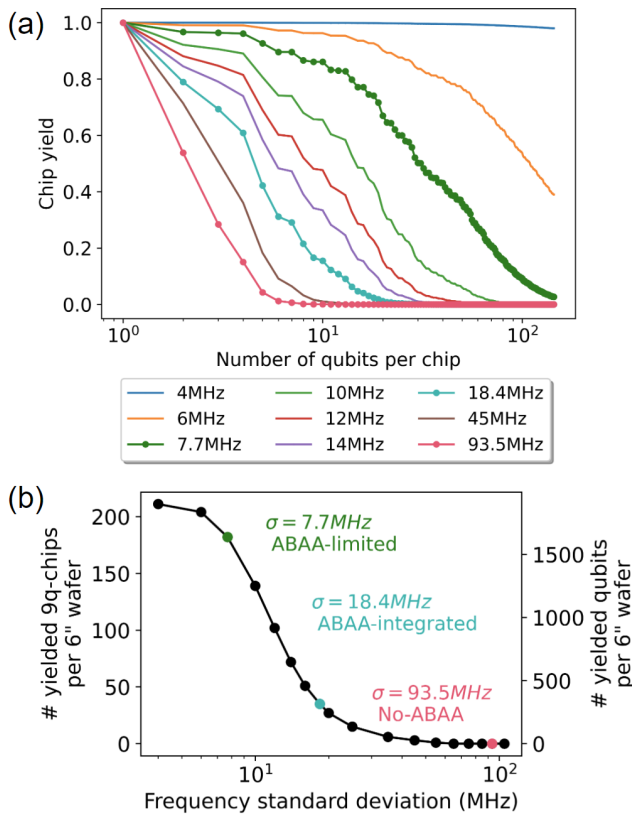 (a)
1.0
0.8
0.6
0.4
0.2
0.0
Chip yield
10⁰
10¹
10²
Number of qubits per chip
4MHz
10MHz
18.4MHz
6MHz
12MHz
45MHz
7.7MHz
14MHz
93.5MHz
(b)
200
150
100
50
0
# yielded 9q-chips
per 6" wafer
σ = 7.7MHz
ABAA-limited
σ = 18.4MHz
ABAA-integrated
σ = 93.5MHz
No-ABAA
1500
1000
500
0
# yielded qubits
per 6" wafer
10¹
10²
Frequency standard deviation (MHz)